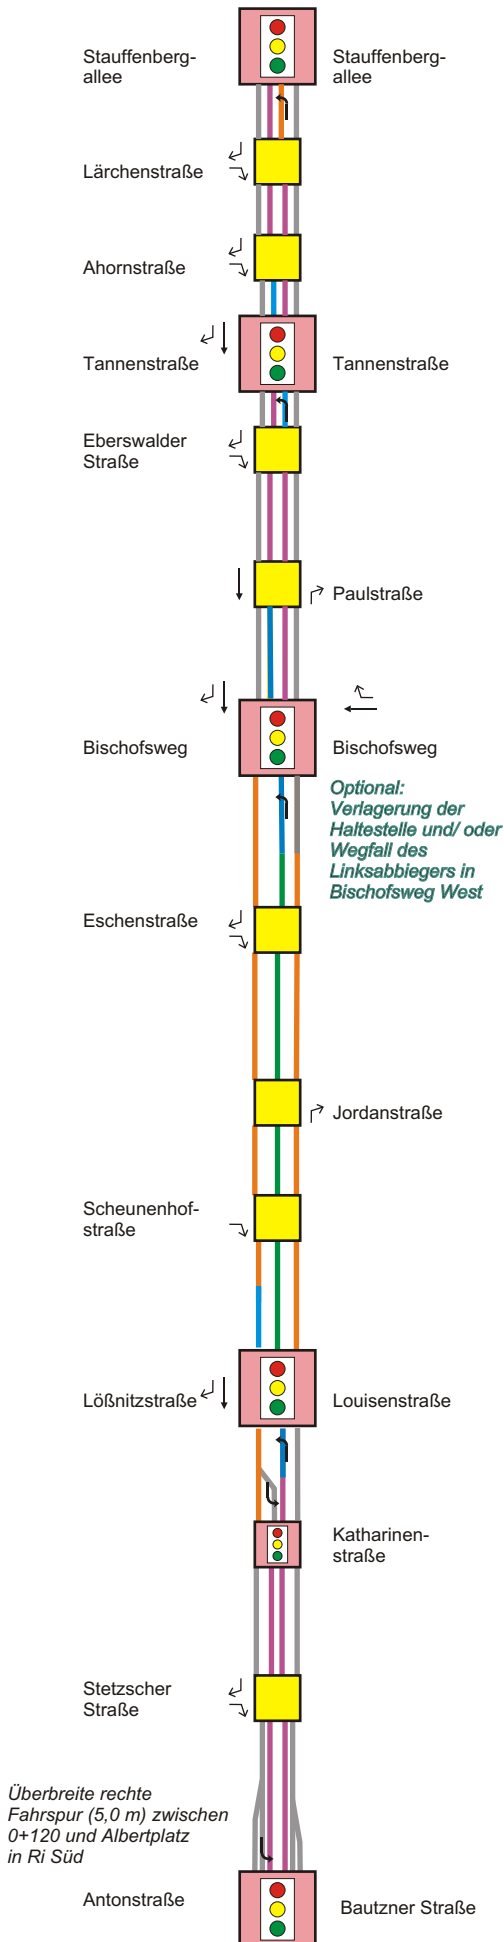 Stauffenberg-
allee
Stauffenberg-
allee
Lärchenstraße
Ahornstraße
Tannenstraße
Tannenstraße
Eberswalder
Straße
Paulstraße
Bischofsweg
Bischofsweg
Optional:
Verlagerung der
Haltestelle und/ oder
Wegfall des
Linksabbiegers in
Bischofsweg West
Eschenstraße
Jordanstraße
Scheunenhof-
straße
Lößnitzstraße
Louisenstraße
Katharinen-
straße
Stetzscher
Straße
Überbreite rechte
Fahrspur (5,0 m) zwischen
0+120 und Albertplatz
in Ri Süd
Antonstraße
Bautzner Straße